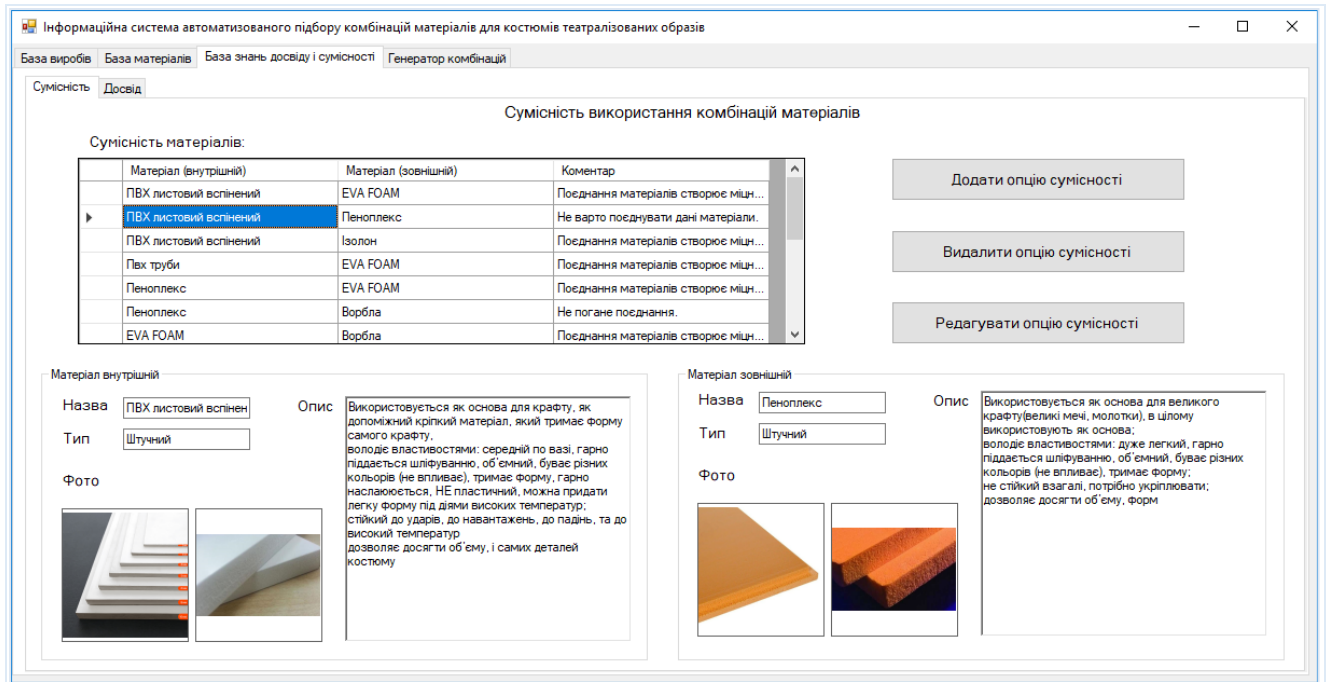 Інформаційна система автоматизованого підбору комбінацій матеріалів для костюмів театралізованих образів
База виробів База матеріалів База знань досвіду і сумісності Генератор комбінацій
Сумісність Досвід
Сумісність використання комбінацій матеріалів
Сумісність матеріалів:
Матеріал (внутрішній) Матеріал (зовнішній) Коментар
ПВХ листовий вспінений EVA FOAM Поєднання матеріалів створює міцн...
ПВХ листовий вспінений Пеноплекс Не варто поєднувати дані матеріали.
ПВХ листовий вспінений Ізолон Поєднання матеріалів створює міцн...
Пвх труби EVA FOAM Поєднання матеріалів створює міцн...
Пеноплекс EVA FOAM Поєднання матеріалів створює міцн...
Пеноплекс Ворбла Не погане поєднання.
EVA FOAM Ворбла Поєднання матеріалів створює міцн...
Додати опцію сумісності
Видалити опцію сумісності
Редагувати опцію сумісності
Матеріал внутрішній
Назва ПВХ листовий вспінен
Тип Штучний
Фото
Опис
Використовується як основа для крафту, як
допоміжний кріпкий матеріал, який тримає форму
самого крафту,
володіє властивостями: середній по вазі, гарно
піддається шліфуванню, об'ємний, буває різних
кольорів (не впливає), тримає форму, гарно
наслаюються, НЕ пластичний, можна придати
легку форму під діями високих температур;
стійкий до ударів, до навантажень, до падінь, та до
високий температур
дозволяє досягти об'єму, і самих деталей
костюму
Матеріал зовнішній
Назва Пеноплекс
Тип Штучний
Фото
Опис
Використовується як основа для великого
крафту(великі мечі, молотки), в цілому
використовують як основа;
володіє властивостями: дуже легкий, гарно
піддається шліфуванню, об'ємний, буває різних
кольорів (не впливає), тримає форму;
не стійкий взагалі, потрібно укріплювати;
дозволяє досягти об'єму, форм